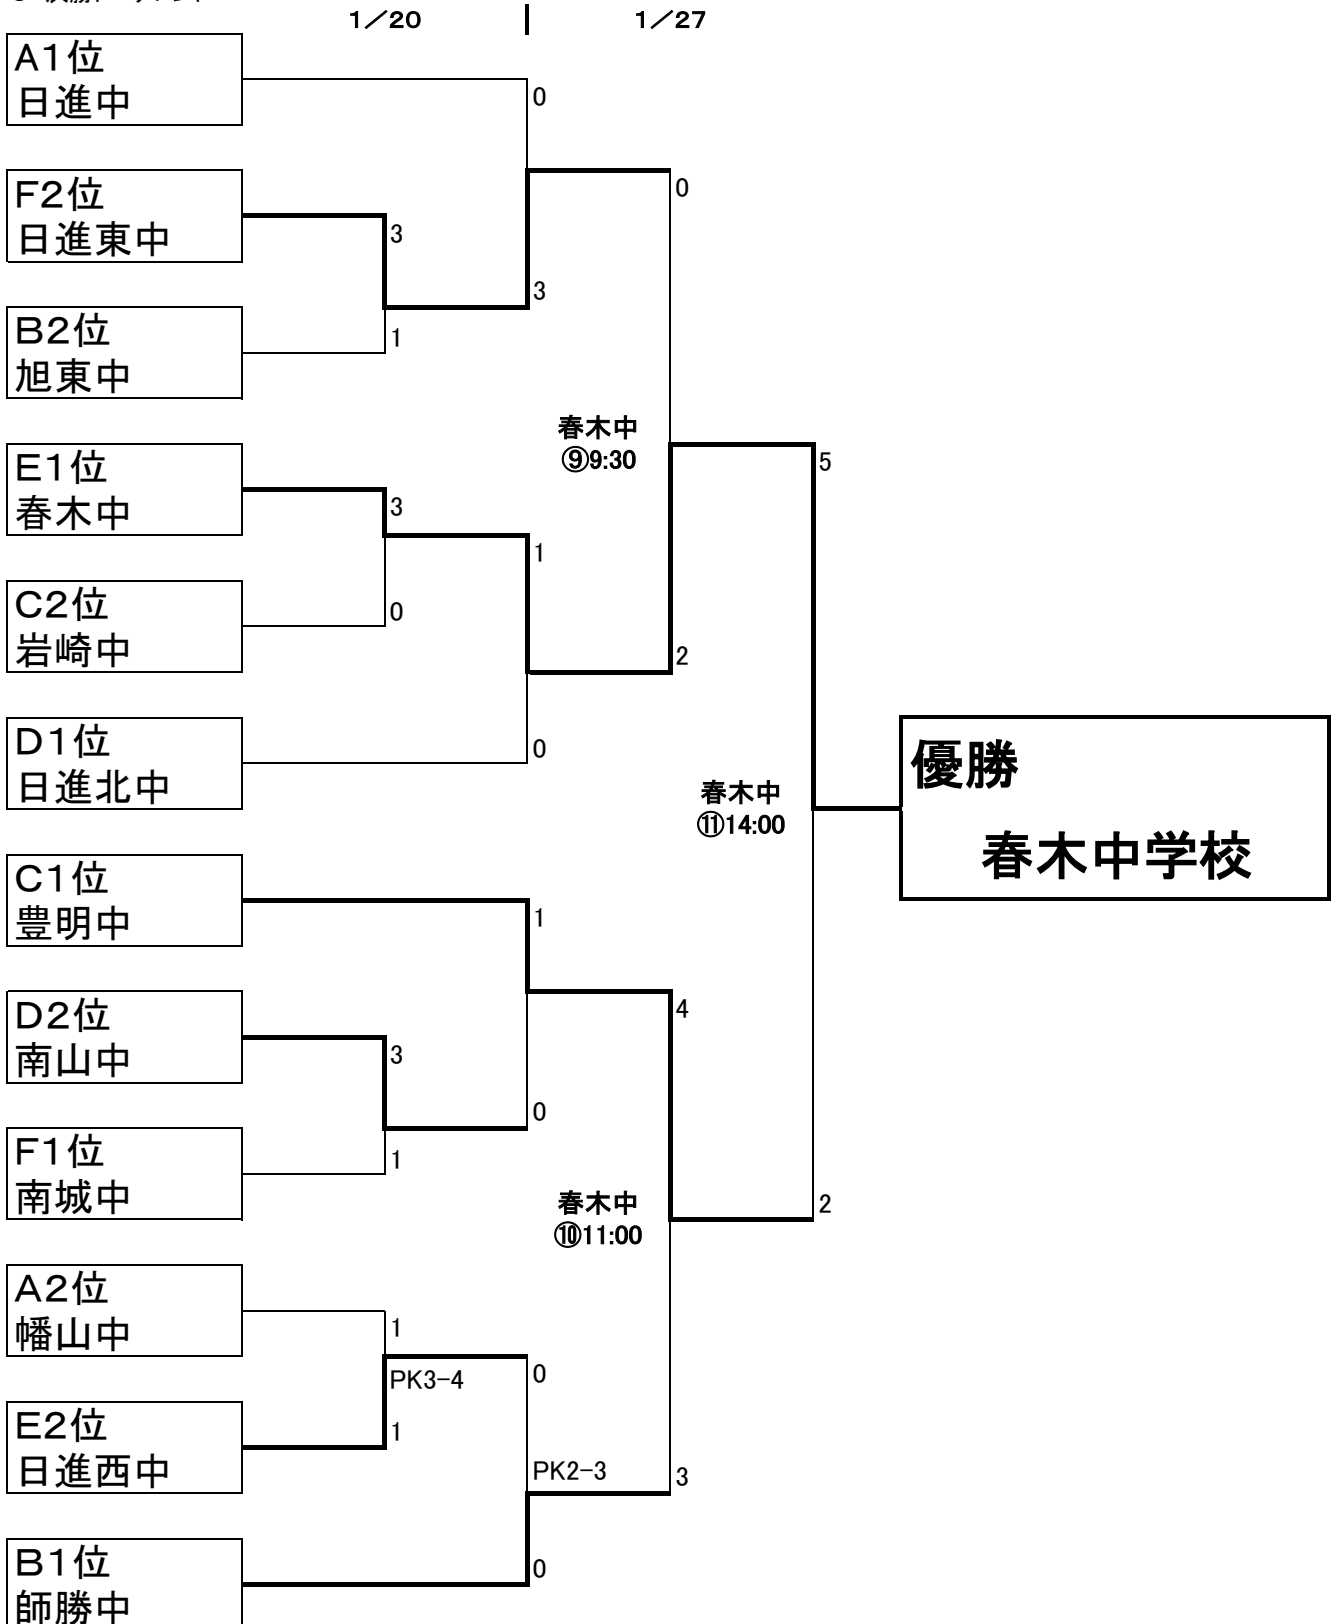 1／20
1／27
A1位
日進中
0
F2位
日進東中
0
3
3
B2位
旭東中
1
春木中
⑨9:30
E1位
春木中
5
3
1
C2位
岩崎中
0
2
D1位
日進北中
0
優勝
春木中学校
春木中
⑪14:00
C1位
豊明中
1
D2位
南山中
4
3
0
F1位
南城中
1
春木中
⑩11:00
2
A2位
幡山中
1
PK3-4
0
E2位
日進西中
1
PK2-3
3
B1位
師勝中
0